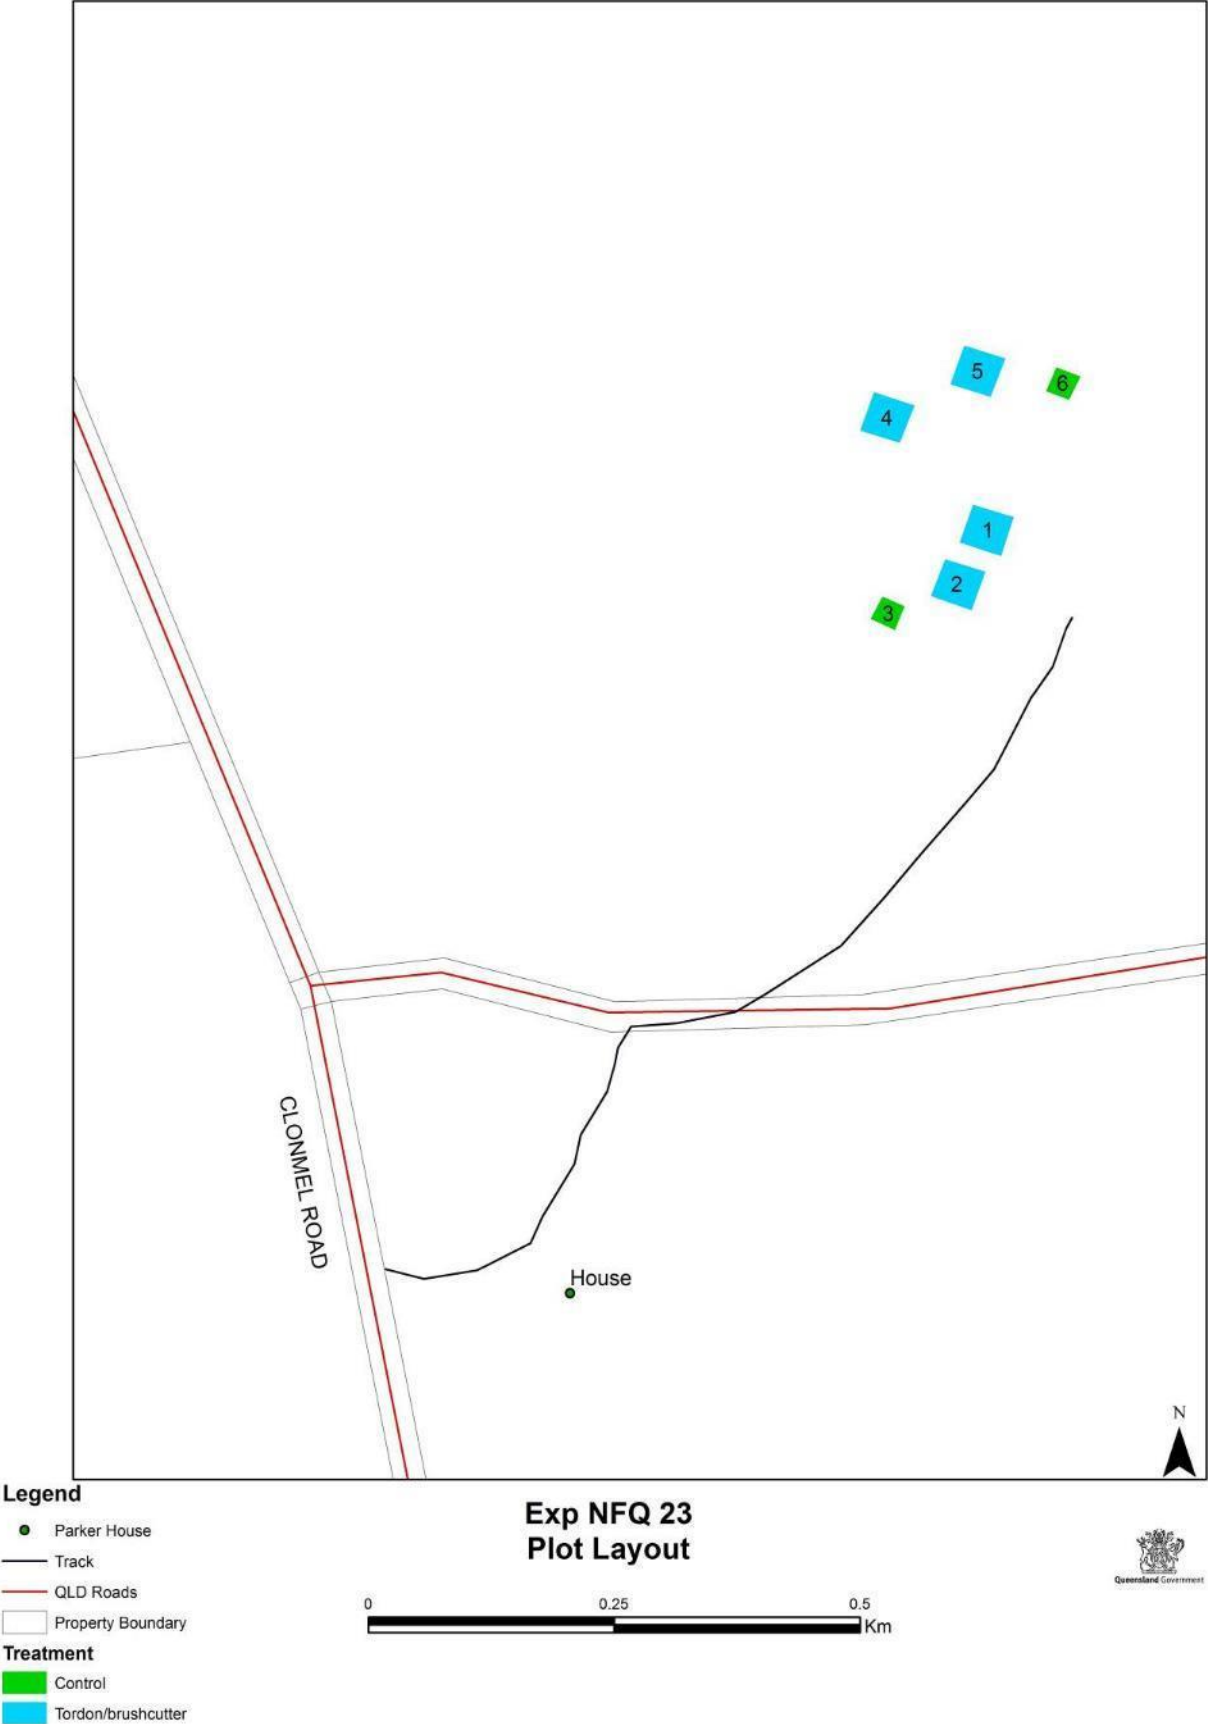 5
6
4
1
2
3
CLONMEL ROAD
House
N
Legend
Parker House
Track
QLD Roads
Property Boundary
Treatment
Control
Tordon/brushcutter
Exp NFQ 23
Plot Layout
0 0.25 0.5
Km
Queensland Government